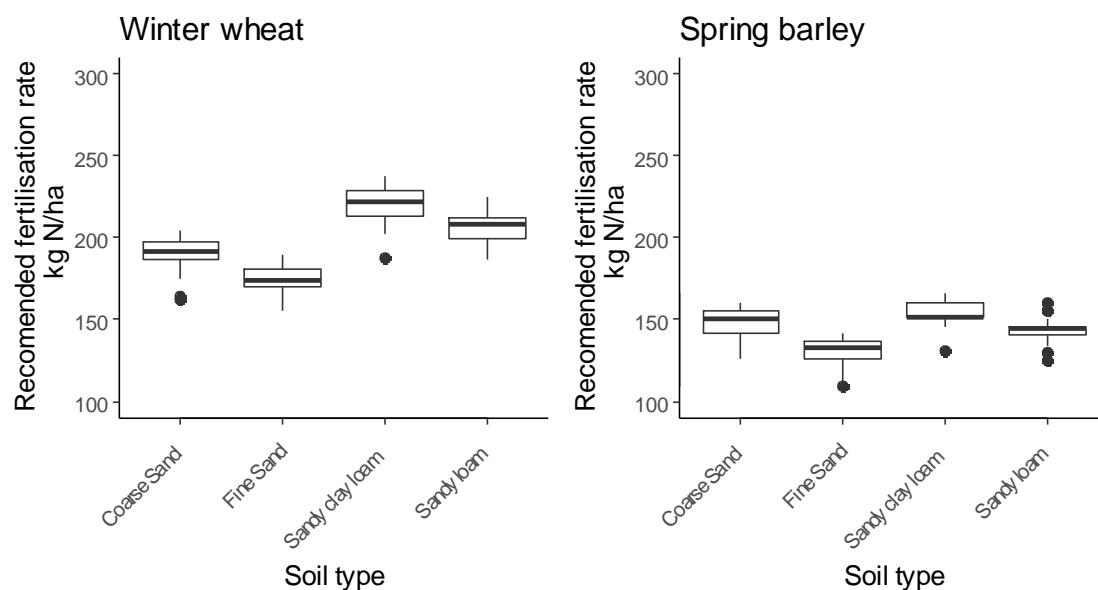 Winter wheat
Recomended fertilisation rate
kg N/ha
300
250
200
150
100
Coarse Sand
Fine Sand
Sandy clay loam
Sandy loam
Soil type
Spring barley
Recomended fertilisation rate
kg N/ha
300
250
200
150
100
Coarse Sand
Fine Sand
Sandy clay loam
Sandy loam
Soil type